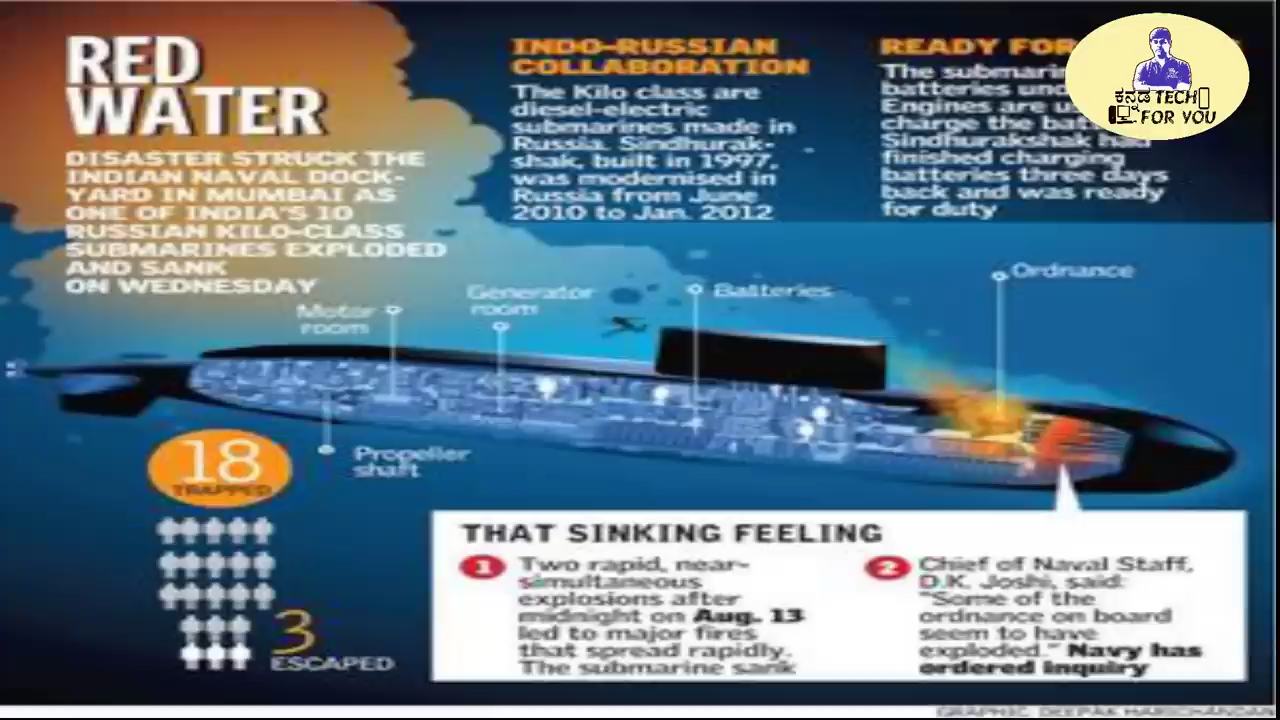 RED
WATER
DISASTER STRUCK THE
INDIAN NAVAL DOCK-
YARD IN MUMBAI AS
ONE OF INDIA'S 10
RUSSIAN KILO-CLASS
SUBMARINES EXPLODED
AND SANK
ON WEDNESDAY
INDO-RUSSIAN
COLLABORATION
The Kilo class are
diesel-electric
submarines made in
Russia. Sindhurak-
shak, built in 1997,
was modernised in
Russia from June
2010 to Jan. 2012
READY FOR
The
batteries
Engines are
charge the
Sindhurakshak had
finished charging
batteries three days
back and was ready
for duty
ಕನ್ನಡ TECH
FOR YOU
Ordnance
Batteries
Generator
room
Motor
room
Propeller
shaft
18
TRAPPED
3
ESCAPED
THAT SINKING FEELING
1 Two rapid, near-
simultaneous
explosions after
midnight on Aug. 13
led to major fires
that spread rapidly.
The submarine sank
2 Chief of Naval Staff,
D.K. Joshi, said:
"Some of the
ordnance on board
seem to have
exploded." Navy has
ordered inquiry
GRAPHIC: DEEPAK HARICHANDAN